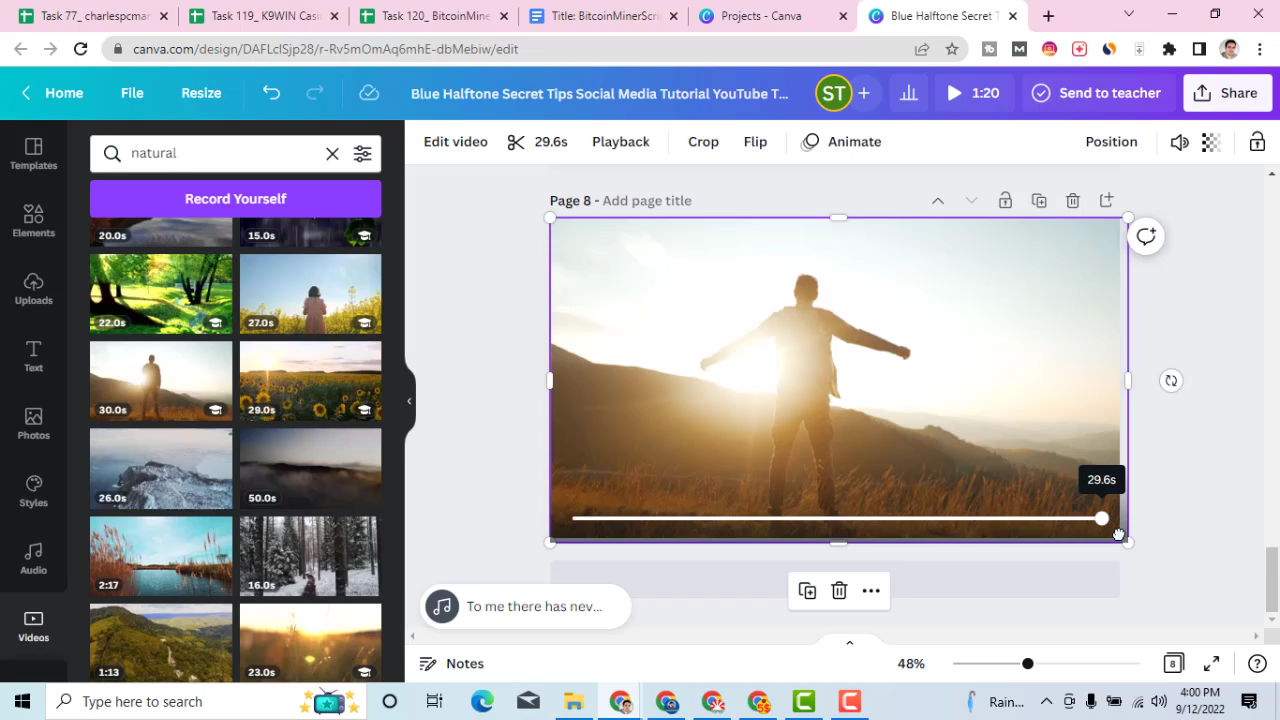 Task 77_ charlespcmar
Task 119_ K9WIN Casi
Task 120_ BitcoinMine
Title: BitcoinMinerScri
Projects - Canva
Blue Halftone Secret T
canva.com/design/DAFLclSjp28/r-Rv5mOmAq6mhE-dbMebiw/edit
Home
File
Resize
Blue Halftone Secret Tips Social Media Tutorial YouTube T...
ST
1:20
Send to teacher
Share
Templates
Elements
Uploads
Text
Photos
Styles
Audio
Videos
natural
Record Yourself
20.0s
15.0s
22.0s
27.0s
30.0s
29.0s
26.0s
50.0s
2:17
16.0s
1:13
23.0s
Edit video
29.6s
Playback
Crop
Flip
Animate
Position
Page 8 - Add page title
29.6s
To me there has nev...
Notes
48%
8
Type here to search
Rain...
4:00 PM
9/12/2022